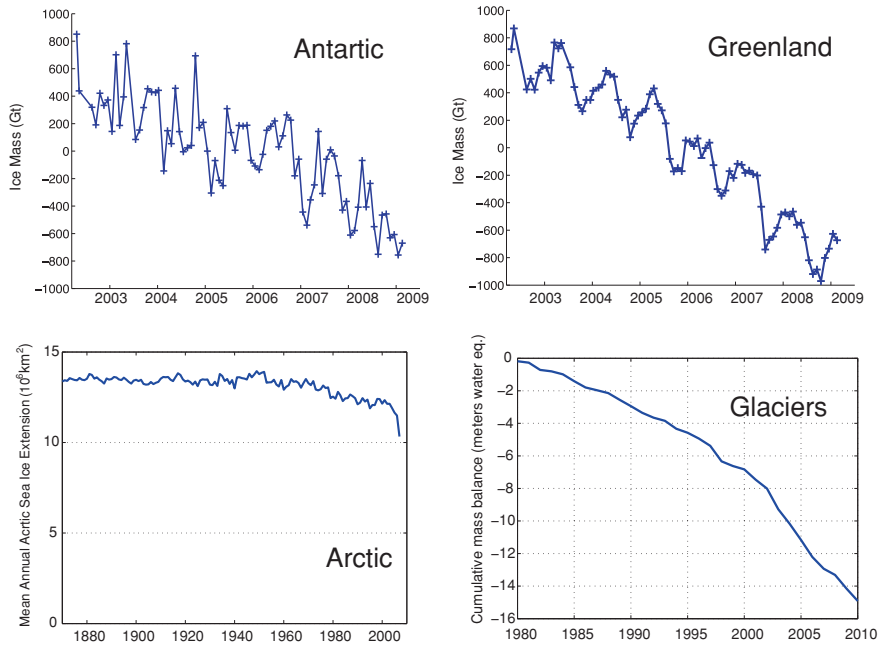 Antartic
Ice Mass (Gt)
1000
800
600
400
200
0
−200
−400
−600
−800
−1000
2003 2004 2005 2006 2007 2008 2009
Greenland
Ice Mass (Gt)
1000
800
600
400
200
0
−200
−400
−600
−800
−1000
2003 2004 2005 2006 2007 2008 2009
Arctic
Mean Annual Acrtic Sea Ice Extension (10⁶km²)
15
10
5
0
1880 1900 1920 1940 1960 1980 2000
Glaciers
Cumulative mass balance (meters water eq.)
0
−2
−4
−6
−8
−10
−12
−14
−16
1980 1985 1990 1995 2000 2005 2010